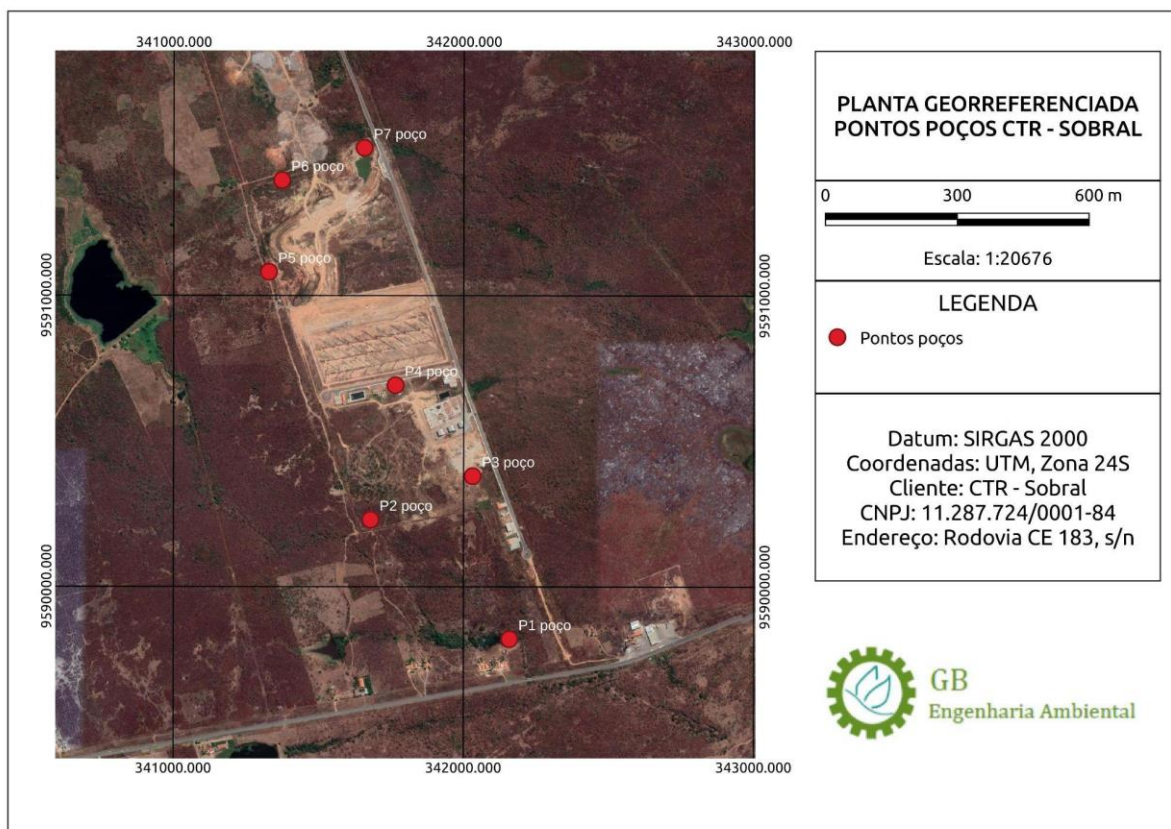 341000.000 342000.000 343000.000
P7 poço
P6 poço
P5 poço
9591000.000 9591000.000
P4 poço
P3 poço
P2 poço
9590000.000 9590000.000
P1 poço
341000.000 342000.000 343000.000
PLANTA GEORREFERENCIADA
PONTOS POÇOS CTR - SOBRAL
0 300 600 m
Escala: 1:20676
LEGENDA
Pontos poços
Datum: SIRGAS 2000
Coordenadas: UTM, Zona 24S
Cliente: CTR - Sobral
CNPJ: 11.287.724/0001-84
Endereço: Rodovia CE 183, s/n
GB
Engenharia Ambiental